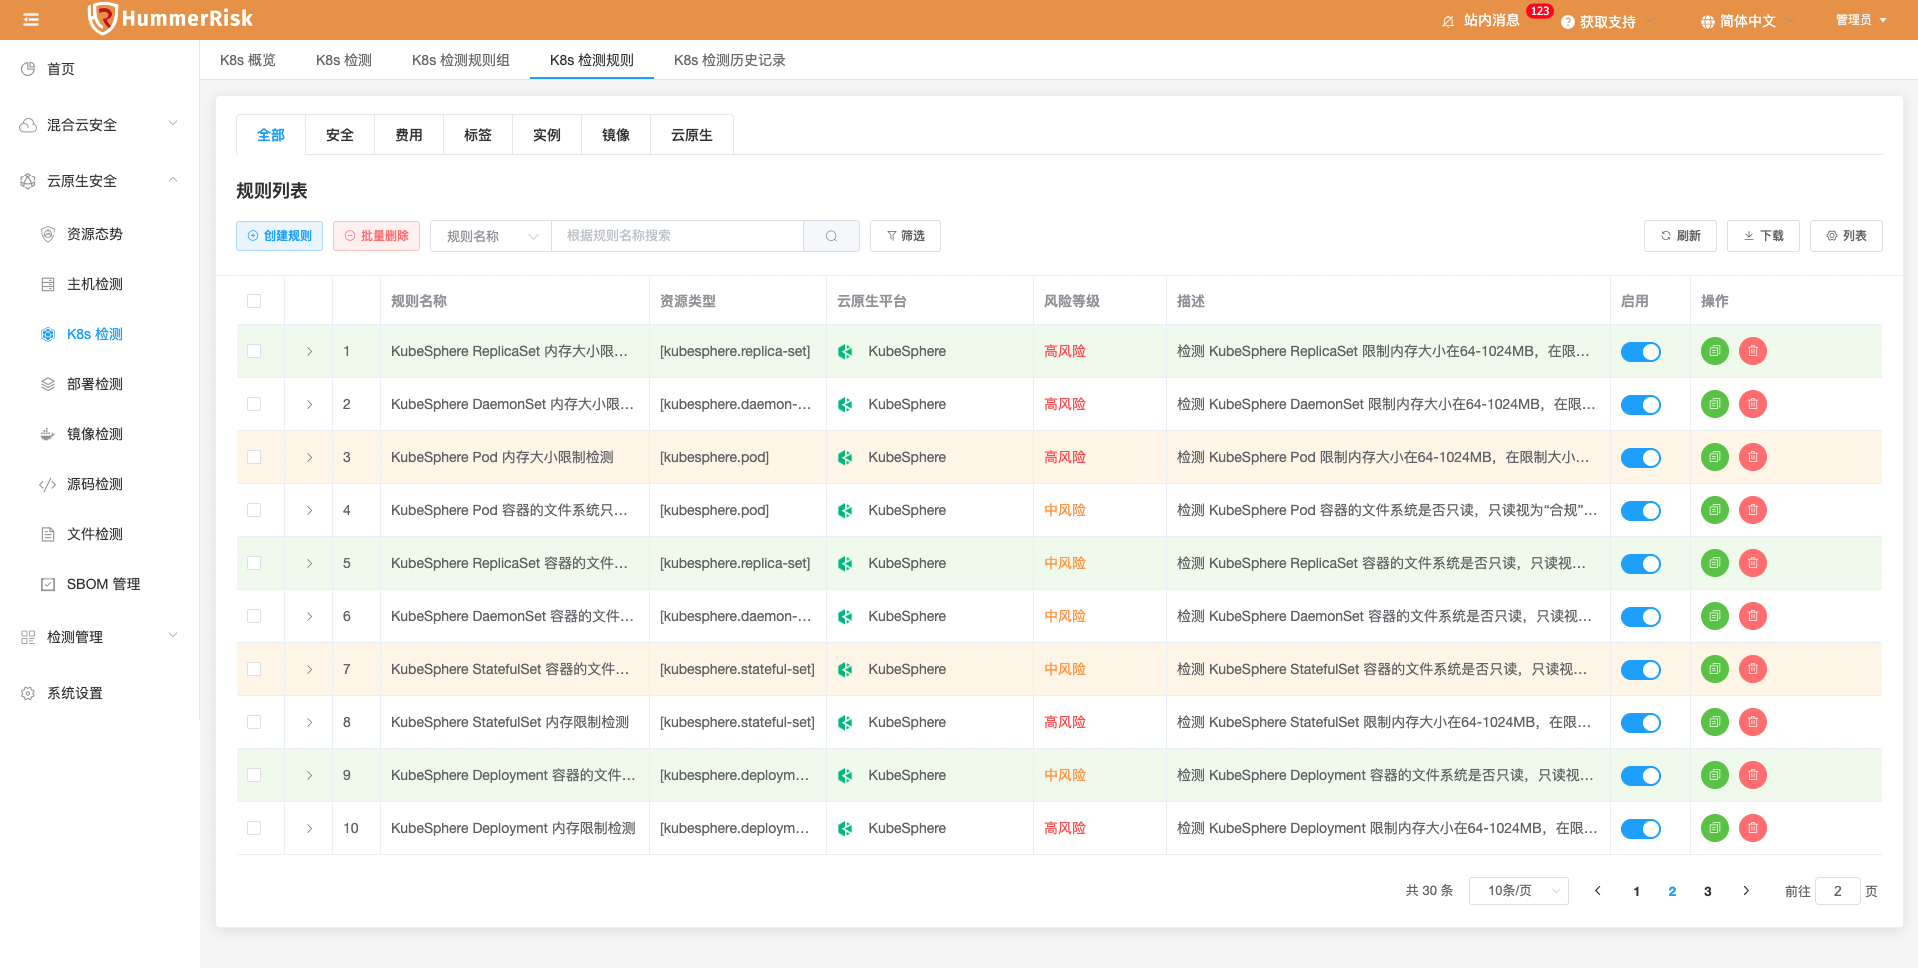 HummerRisk
站内消息 123 获取支持 简体中文 管理员
首页
混合云安全
云原生安全
资源态势
主机检测
K8s 检测
部署检测
镜像检测
源码检测
文件检测
SBOM 管理
检测管理
系统设置
K8s 概览 K8s 检测 K8s 检测规则组 K8s 检测规则 K8s 检测历史记录
全部 安全 费用 标签 实例 镜像 云原生
规则列表
创建规则 批量删除 规则名称 根据规则名称搜索 筛选 刷新 下载 列表
规则名称 资源类型 云原生平台 风险等级 描述 启用 操作
1 KubeSphere ReplicaSet 内存大小限... [kubesphere.replica-set] KubeSphere 高风险 检测 KubeSphere ReplicaSet 限制内存大小在64-1024MB，在限...
2 KubeSphere DaemonSet 内存大小限... [kubesphere.daemon-... KubeSphere 高风险 检测 KubeSphere DaemonSet 限制内存大小在64-1024MB，在限...
3 KubeSphere Pod 内存大小限制检测 [kubesphere.pod] KubeSphere 高风险 检测 KubeSphere Pod 限制内存大小在64-1024MB，在限制大小...
4 KubeSphere Pod 容器的文件系统只... [kubesphere.pod] KubeSphere 中风险 检测 KubeSphere Pod 容器的文件系统是否只读，只读视为“合规”...
5 KubeSphere ReplicaSet 容器的文件... [kubesphere.replica-set] KubeSphere 中风险 检测 KubeSphere ReplicaSet 容器的文件系统是否只读，只读视...
6 KubeSphere DaemonSet 容器的文件... [kubesphere.daemon-... KubeSphere 中风险 检测 KubeSphere DaemonSet 容器的文件系统是否只读，只读视...
7 KubeSphere StatefulSet 容器的文件... [kubesphere.stateful-set] KubeSphere 中风险 检测 KubeSphere StatefulSet 容器的文件系统是否只读，只读视...
8 KubeSphere StatefulSet 内存限制检测 [kubesphere.stateful-set] KubeSphere 高风险 检测 KubeSphere StatefulSet 限制内存大小在64-1024MB，在限...
9 KubeSphere Deployment 容器的文件... [kubesphere.deploym... KubeSphere 中风险 检测 KubeSphere Deployment 容器的文件系统是否只读，只读视...
10 KubeSphere Deployment 内存限制检测 [kubesphere.deploym... KubeSphere 高风险 检测 KubeSphere Deployment 限制内存大小在64-1024MB，在限...
共 30 条 10条/页 1 2 3 前往 2 页